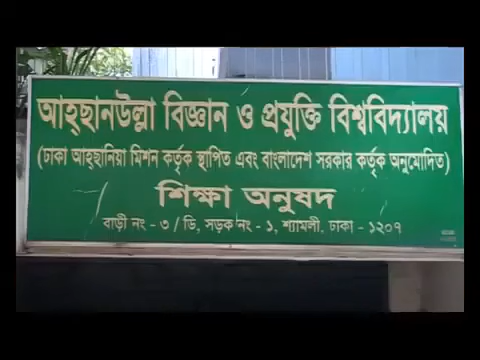 আহ্ছানউল্লা বিজ্ঞান ও প্রযুক্তি বিশ্ববিদ্যালয়
(ঢাকা আহ্ছানিয়া মিশন কর্তৃক স্থাপিত এবং বাংলাদেশ সরকার কর্তৃক অনুমোদিত)
শিক্ষা অনুষদ
বাড়ী নং - ৩ / ডি, সড়ক নং - ১, শ্যামলী, ঢাকা - ১২০৭